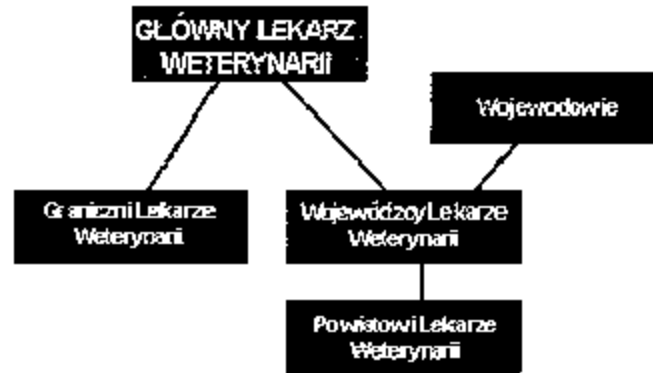 GŁÓWNY LEKARZ
WETERYNARII
Wojewodowie
Graniczni Lekarze
Weterynarii
Wojewódzcy Lekarze
Weterynarii
Powiatowi Lekarze
Weterynarii